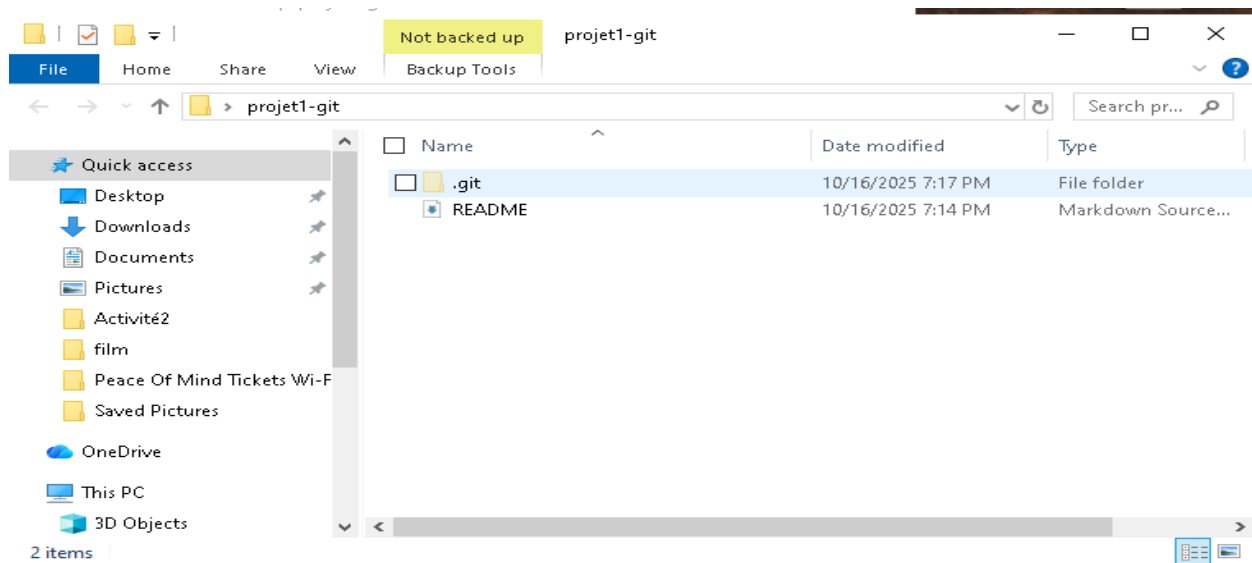 Not backed up projet1-git
File Home Share View Backup Tools
projet1-git Search pr...
Name Date modified Type
Quick access
.git 10/16/2025 7:17 PM File folder
Desktop
README 10/16/2025 7:14 PM Markdown Source...
Downloads
Documents
Pictures
Activité2
film
Peace Of Mind Tickets Wi-F
Saved Pictures
OneDrive
This PC
3D Objects
2 items